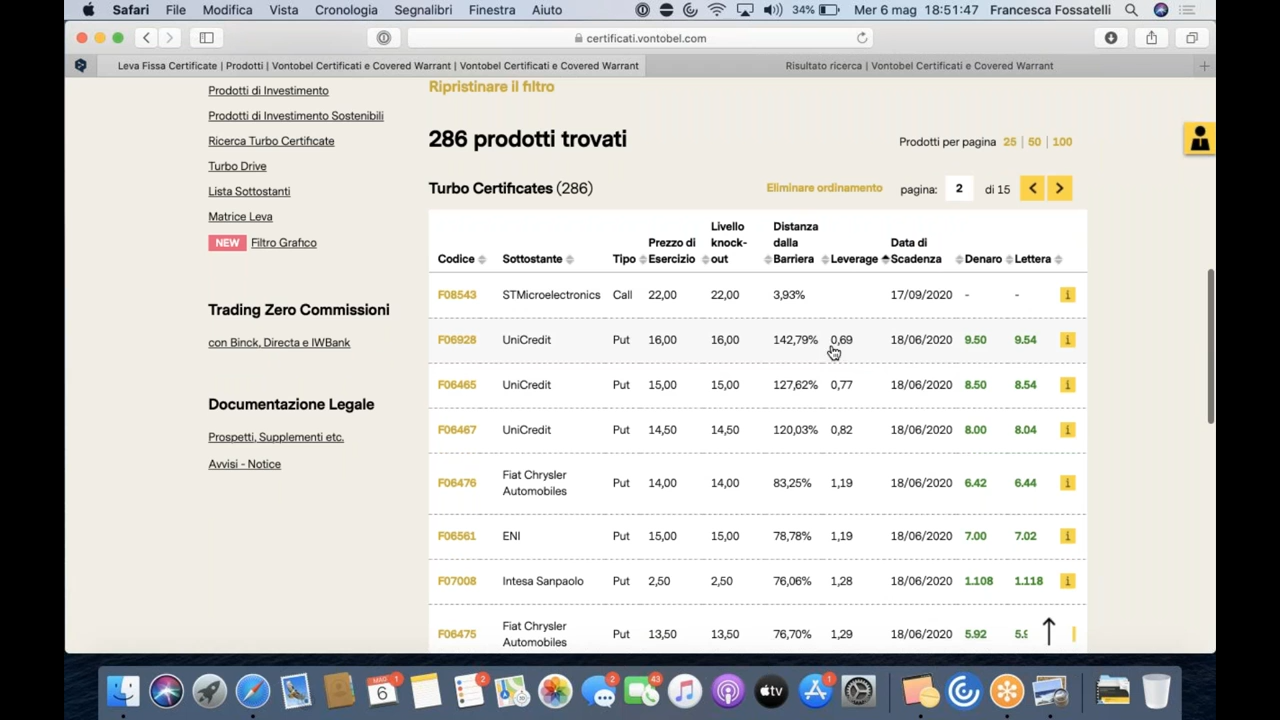 Safari File Modifica Vista Cronologia Segnalibri Finestra Aiuto 34% Mer 6 mag 18:51:47 Francesca Fossatelli
certificati.vontobel.com
Leva Fissa Certificate | Prodotti | Vontobel Certificati e Covered Warrant | Vontobel Certificati e Covered Warrant
Risultato ricerca | Vontobel Certificati e Covered Warrant
Prodotti di Investimento
Prodotti di Investimento Sostenibili
Ricerca Turbo Certificate
Turbo Drive
Lista Sottostanti
Matrice Leva
NEW Filtro Grafico
Trading Zero Commissioni
con Binck, Directa e IWBank
Documentazione Legale
Prospetti, Supplementi etc.
Avvisi - Notice
Ripristinare il filtro
286 prodotti trovati
Prodotti per pagina 25 | 50 | 100
Turbo Certificates (286)
Eliminare ordinamento pagina: 2 di 15 < >
Codice Sottostante Tipo Prezzo di Esercizio Livello knock-out Distanza dalla Barriera Leverage Data di Scadenza Denaro Lettera
F08543 STMicroelectronics Call 22,00 22,00 3,93% 17/09/2020 - - i
F06928 UniCredit Put 16,00 16,00 142,79% 0,69 18/06/2020 9.50 9.54 i
F06465 UniCredit Put 15,00 15,00 127,62% 0,77 18/06/2020 8.50 8.54 i
F06467 UniCredit Put 14,50 14,50 120,03% 0,82 18/06/2020 8.00 8.04 i
F06476 Fiat Chrysler Automobiles Put 14,00 14,00 83,25% 1,19 18/06/2020 6.42 6.44 i
F06561 ENI Put 15,00 15,00 78,78% 1,19 18/06/2020 7.00 7.02 i
F07008 Intesa Sanpaolo Put 2,50 2,50 76,06% 1,28 18/06/2020 1.108 1.118 i
F06475 Fiat Chrysler Automobiles Put 13,50 13,50 76,70% 1,29 18/06/2020 5.92
MAG 1
6
2
2
43
tv
1